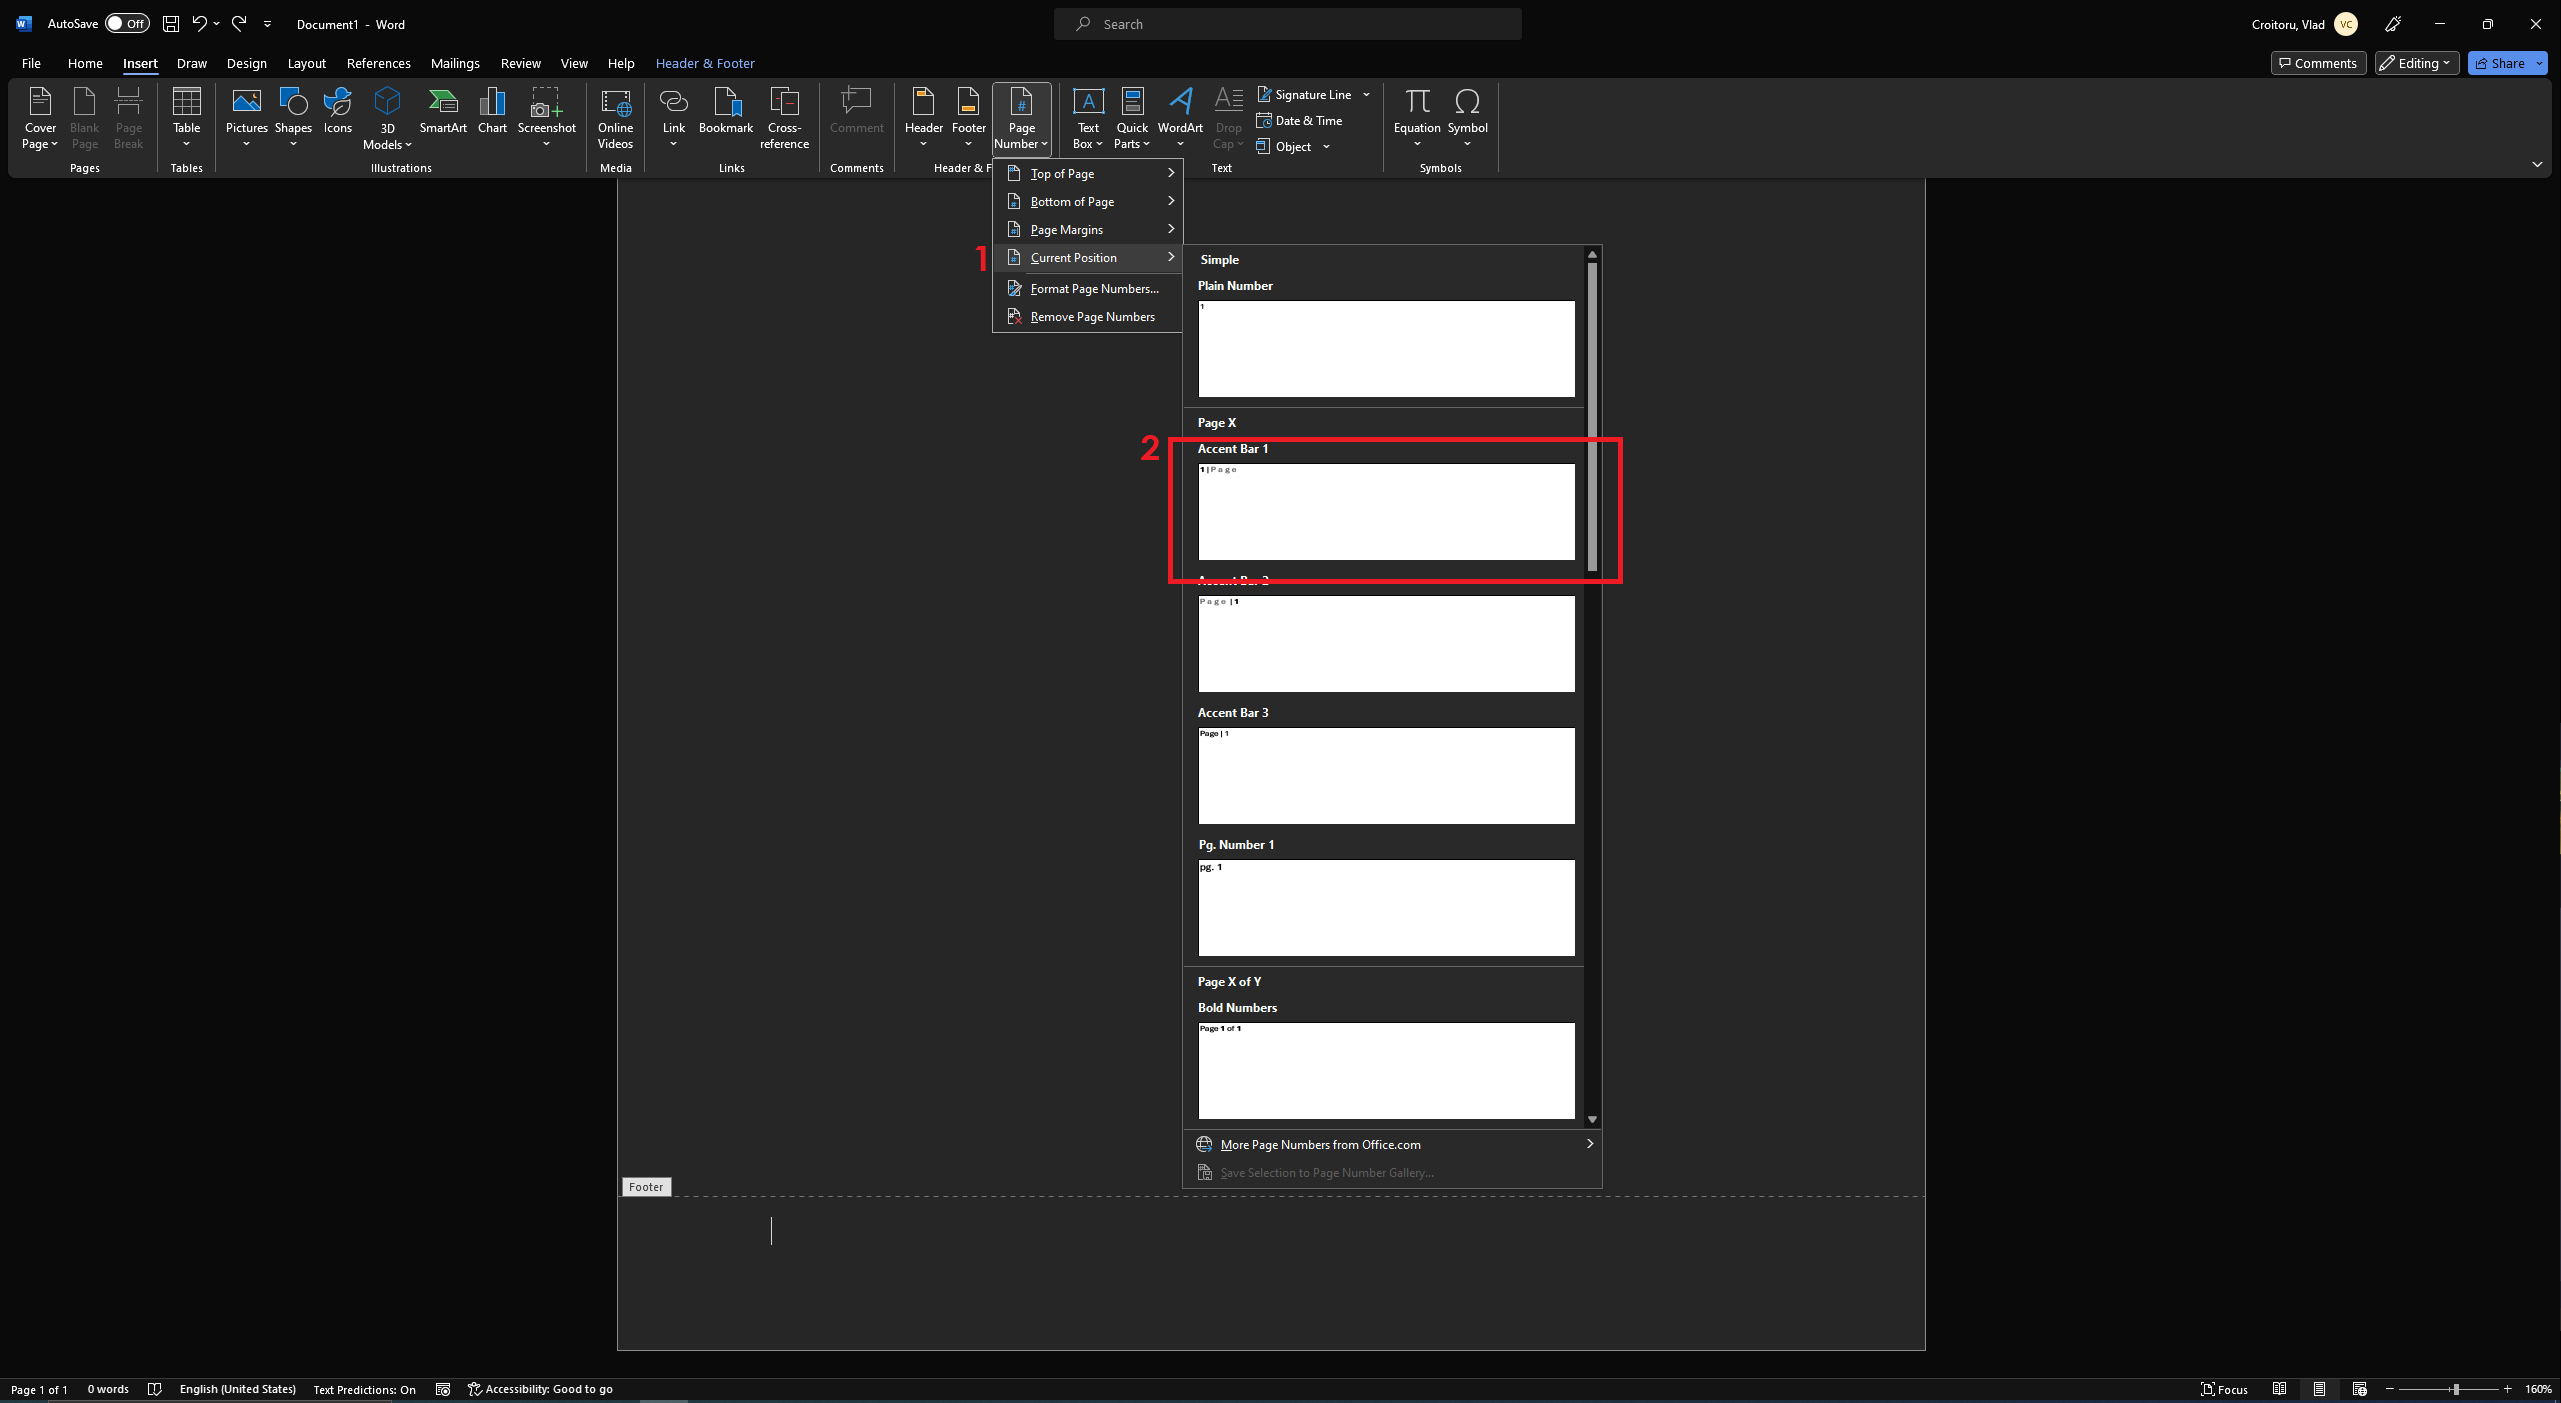 AutoSave Off Document1 - Word Search Croitoru, Vlad VC
File Home Insert Draw Design Layout References Mailings Review View Help Header & Footer Comments Editing Share
Cover Page Blank Page Page Break
Pages
Table
Tables
Pictures Shapes Icons 3D Models SmartArt Chart Screenshot
Illustrations
Online Videos
Media
Link Bookmark Cross-reference
Links
Comment
Comments
Header Footer Page Number
Header & F
Text Box Quick Parts WordArt Drop Cap Signature Line Date & Time Object
Text
Equation Symbol
Symbols
Top of Page
Bottom of Page
Page Margins
1 Current Position
Format Page Numbers...
Remove Page Numbers
Simple
Plain Number
1
Page X
2
Accent Bar 1
1 | Page
Accent Bar 2
Page | 1
Accent Bar 3
Page | 1
Pg. Number 1
pg. 1
Page X of Y
Bold Numbers
Page 1 of 1
More Page Numbers from Office.com
Save Selection to Page Number Gallery...
Footer
Page 1 of 1 0 words English (United States) Text Predictions: On Accessibility: Good to go Focus 160%